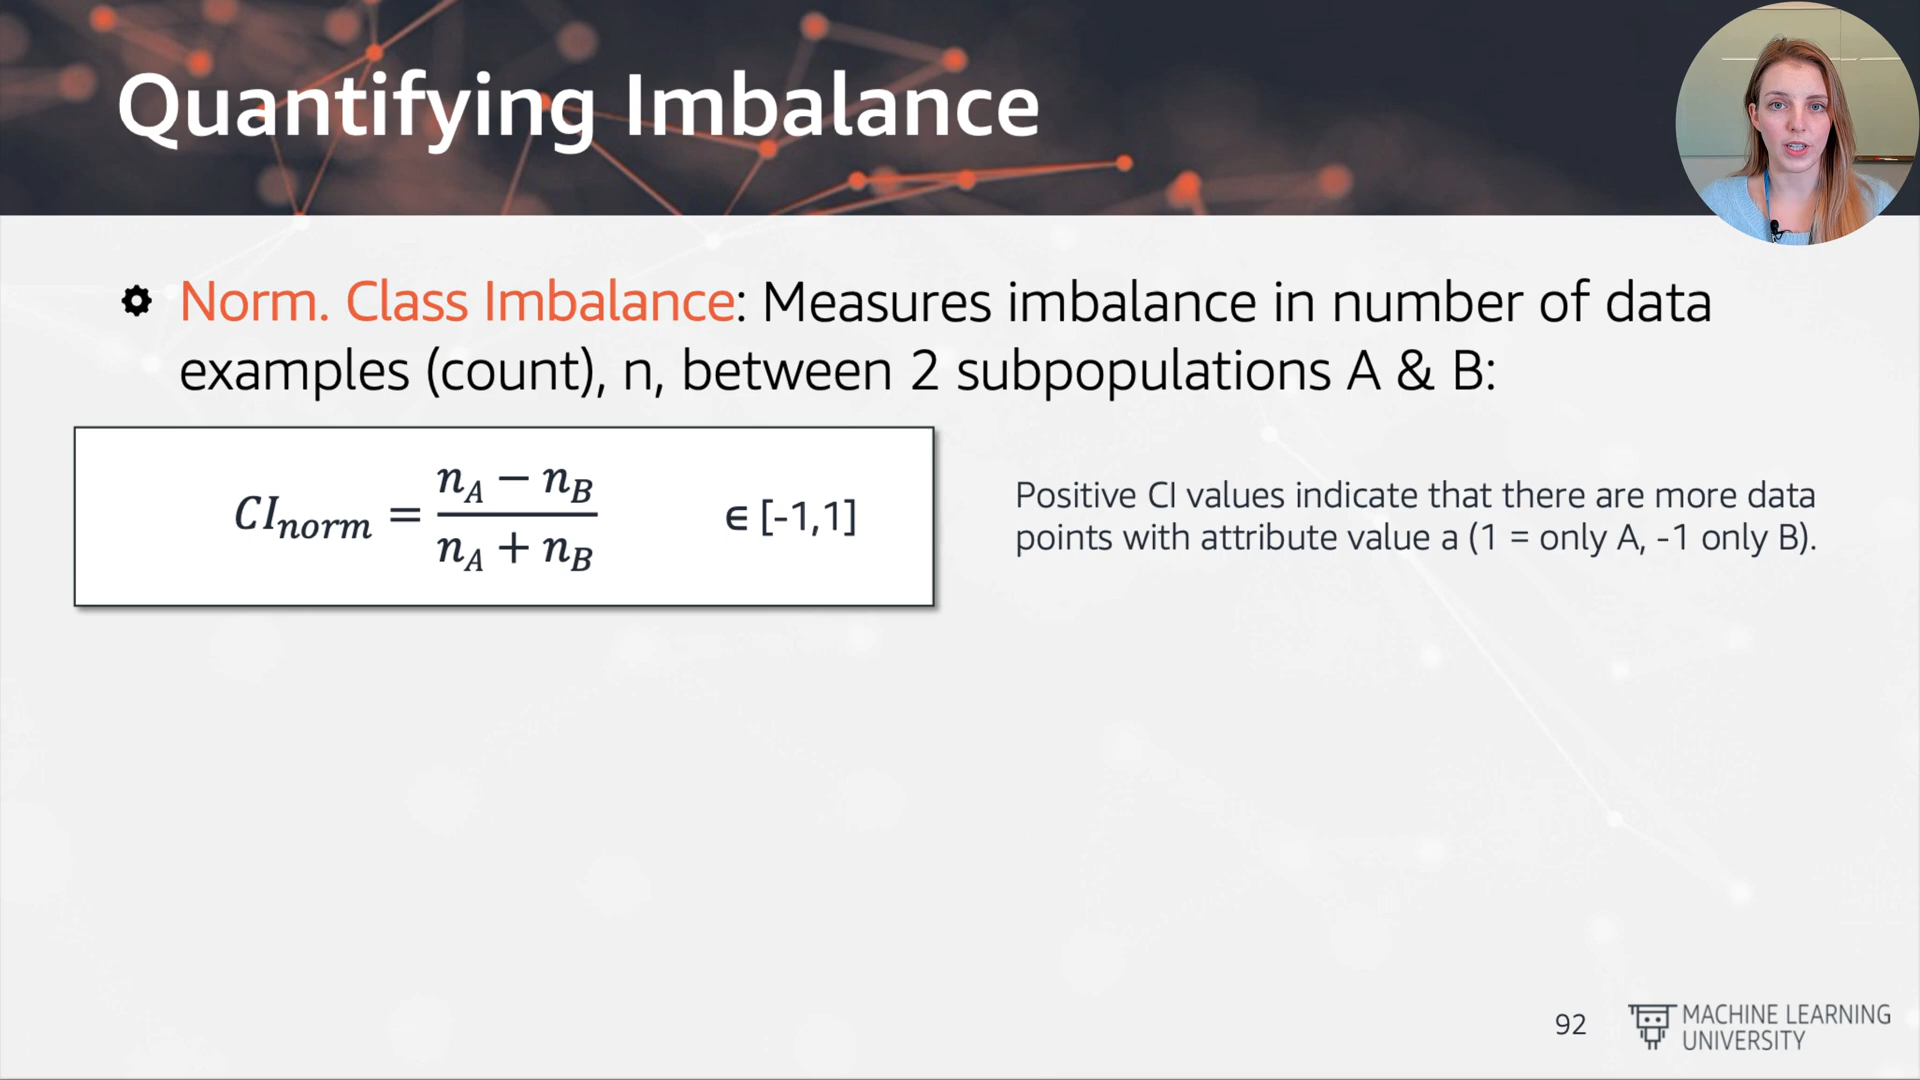 Quantifying Imbalance
Norm. Class Imbalance: Measures imbalance in number of data
examples (count), n, between 2 subpopulations A & B:
CI_norm = (n_A − n_B) / (n_A + n_B) ∈ [-1,1]
Positive CI values indicate that there are more data
points with attribute value a (1 = only A, -1 only B).
92
MACHINE LEARNING
UNIVERSITY